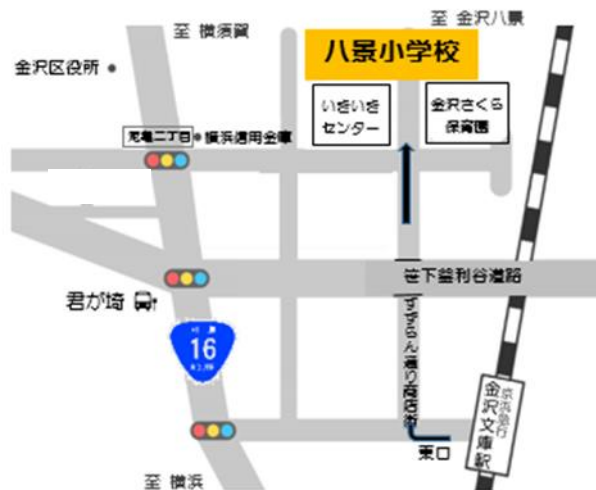 至 横須賀
至 金沢八景
八景小学校
金沢区役所
いきいき
センター
金沢さくら
保育園
泥亀二丁目
横浜信用金庫
笹下釜利谷道路
君が埼
16
すずらん通り商店街
京浜急行
金沢文庫駅
東口
至 横浜